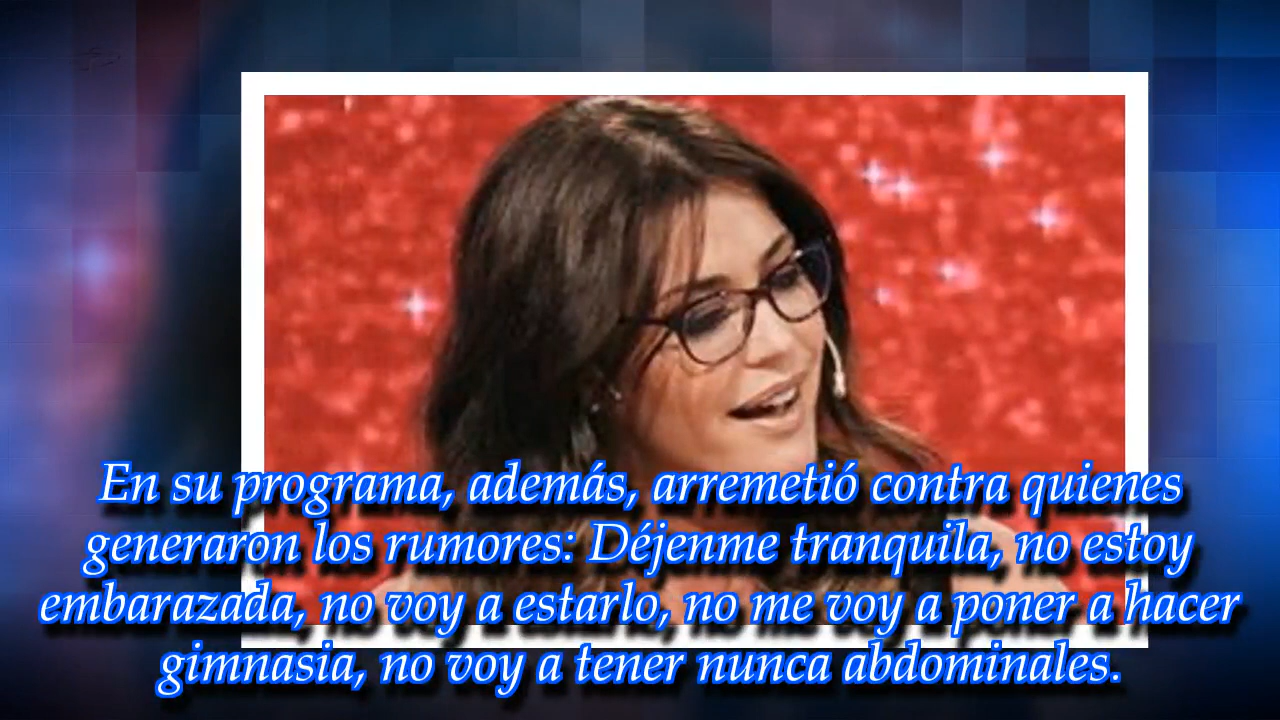 En su programa, además, arremetió contra quienes
generaron los rumores: Déjenme tranquila, no estoy
embarazada, no voy a estarlo, no me voy a poner a hacer
gimnasia, no voy a tener nunca abdominales.